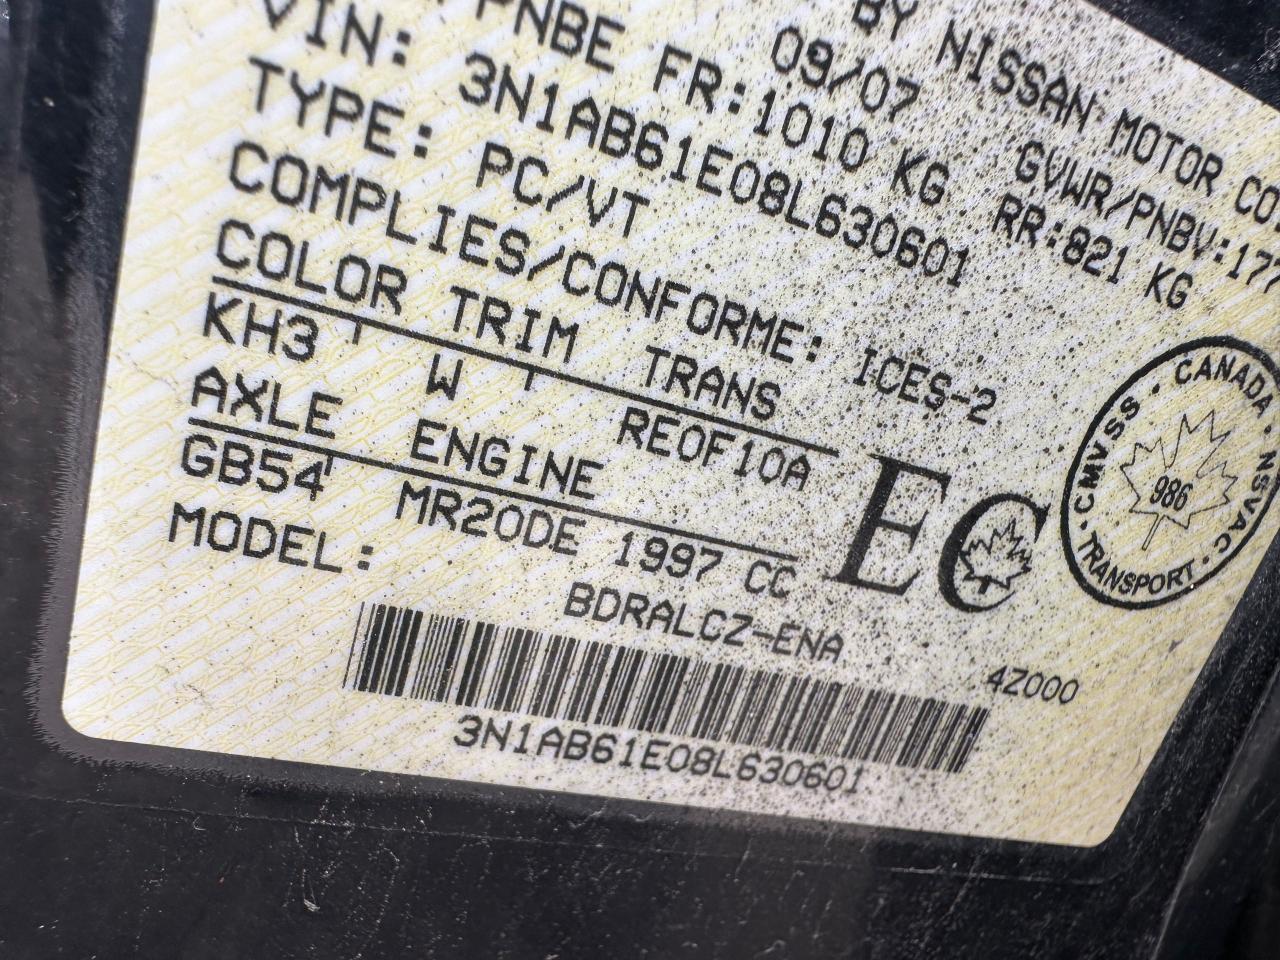 BY NISSAN MOTOR CO
09/07 GVWR/PNBV:177
PNBE FR:1010 KG RR:821 KG
VIN: 3N1AB61E08L630601
TYPE: PC/VT
COMPLIES/CONFORME: ICES-2
COLOR TRIM TRANS
KH3 W RE0F10A
AXLE ENGINE
GB54 MR20DE 1997 CC
MODEL:
BDRALCZ-ENA
EC
CANADA · NSVAC · TRANSPORT · CMVSS ·
986
4Z000
3N1AB61E08L630601